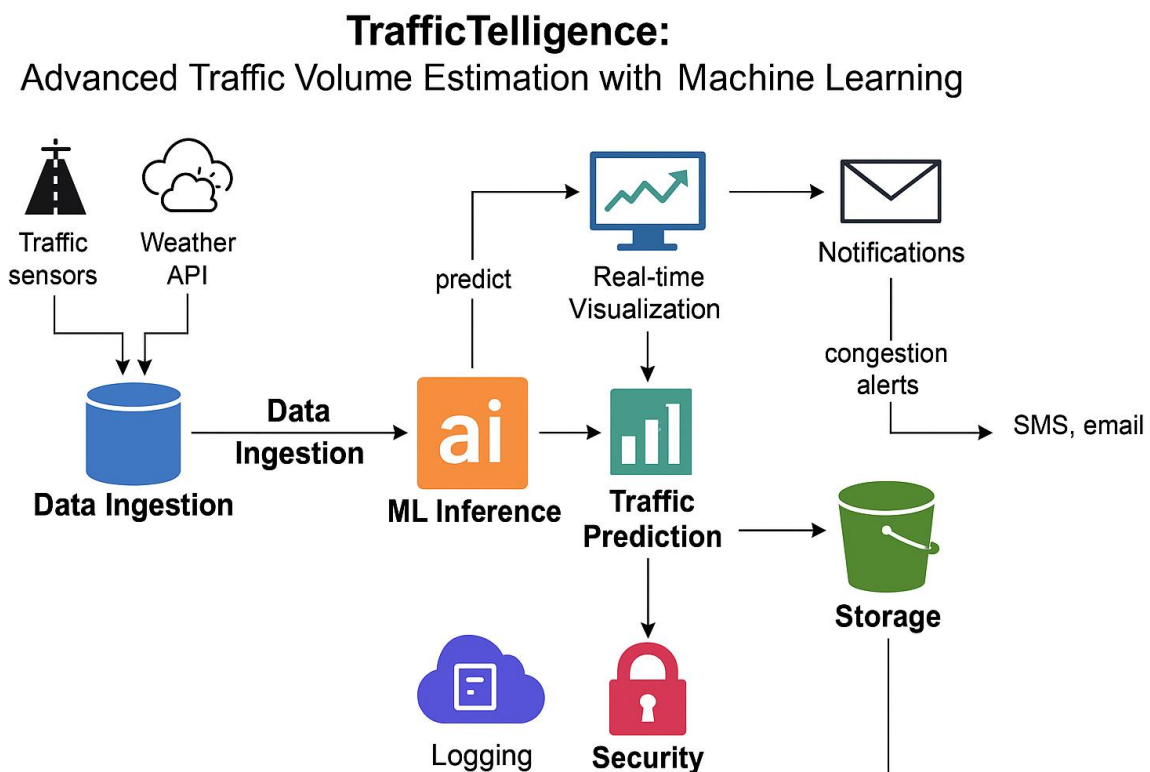 TrafficTelligence:
Advanced Traffic Volume Estimation with Machine Learning
Traffic
sensors
Weather
API
predict
Real-time
Visualization
Notifications
congestion
alerts
SMS, email
Data
Ingestion
Data Ingestion
ai
ML Inference
Traffic
Prediction
Storage
Logging
Security